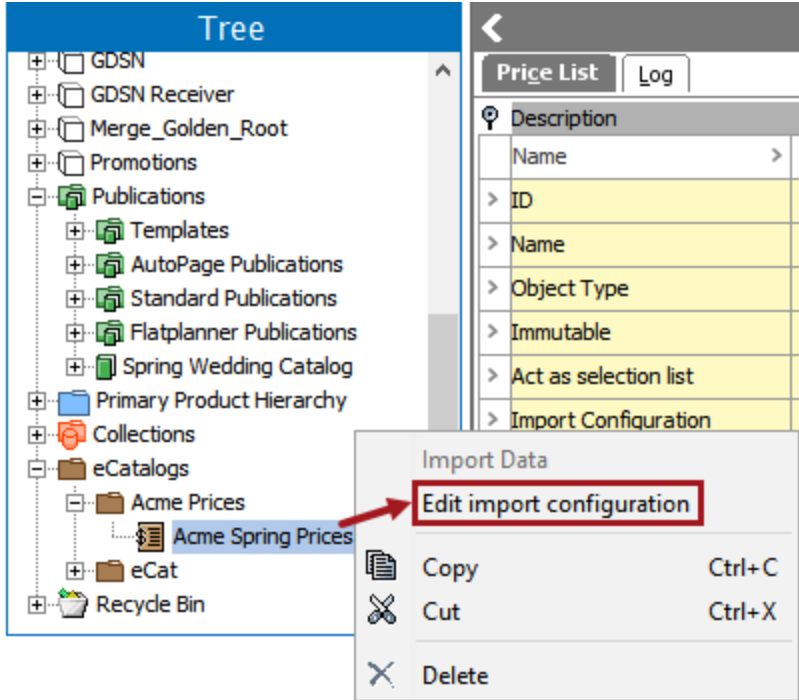 Tree
GDSN
GDSN Receiver
Merge_Golden_Root
Promotions
Publications
Templates
AutoPage Publications
Standard Publications
Flatplanner Publications
Spring Wedding Catalog
Primary Product Hierarchy
Collections
eCatalogs
Acme Prices
Acme Spring Prices
eCat
Recycle Bin
Price List Log
Description
Name >
> ID
> Name
> Object Type
> Immutable
> Act as selection list
> Import Configuration
Import Data
Edit import configuration
Copy Ctrl+C
Cut Ctrl+X
Delete